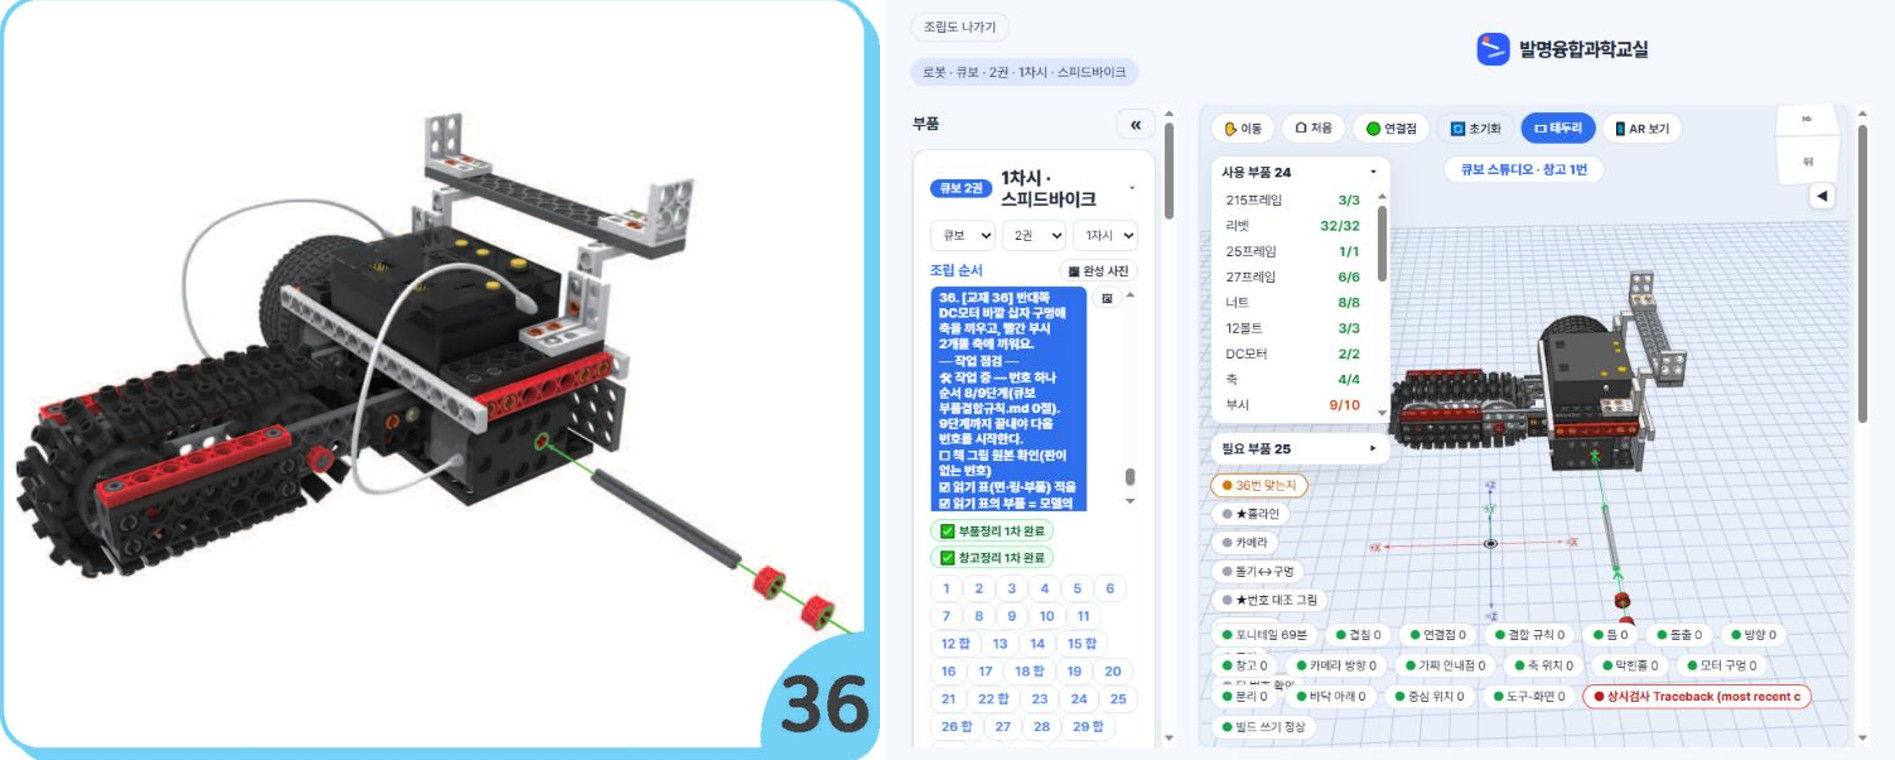 36
조립도 나가기
로봇 · 큐보 · 2권 · 1차시 · 스피드바이크
발명융합과학교실
부품
«
큐보 2권
1차시 ·
스피드바이크
큐보
2권
1차시
조립 순서
완성 사진
36. [교재 36] 반대쪽
DC모터 바깥 십자 구멍에
축을 끼우고, 빨간 부시
2개를 축에 끼워요.
— 작업 점검 —
🛠 작업 중 — 번호 하나
순서 8/9단계(큐보
부품결합규칙.md 0절).
9단계까지 끝내야 다음
번호를 시작한다.
☐ 책 그림 원본 확인(판이
없는 번호)
☑ 읽기 표(면·링·부품) 적음
☑ 읽기 표의 부품 = 모델의
✅ 부품정리 1차 완료
✅ 창고정리 1차 완료
1 2 3 4 5 6
7 8 9 10 11
12 합 13 14 15 합
16 17 18 합 19 20
21 22 합 23 24 25
26 합 27 28 29 합
이동
처음
연결점
초기화
테두리
AR 보기
큐보 스튜디오 · 창고 1번
뒤
사용 부품 24
215프레임 3/3
리벳 32/32
25프레임 1/1
27프레임 6/6
너트 8/8
12볼트 3/3
DC모터 2/2
축 4/4
부시 9/10
필요 부품 25
36번 맞는지
★홀라인
카메라
돌기↔구멍
★번호 대조 그림
포니테일 69분
겹침 0
연결점 0
결합 규칙 0
틈 0
돌출 0
방향 0
창고 0
카메라 방향 0
가짜 안내점 0
축 위치 0
막힌홀 0
모터 구멍 0
분리 0
바닥 아래 0
중심 위치 0
도구-화면 0
상시검사 Traceback (most recent c
빌드 쓰기 정상